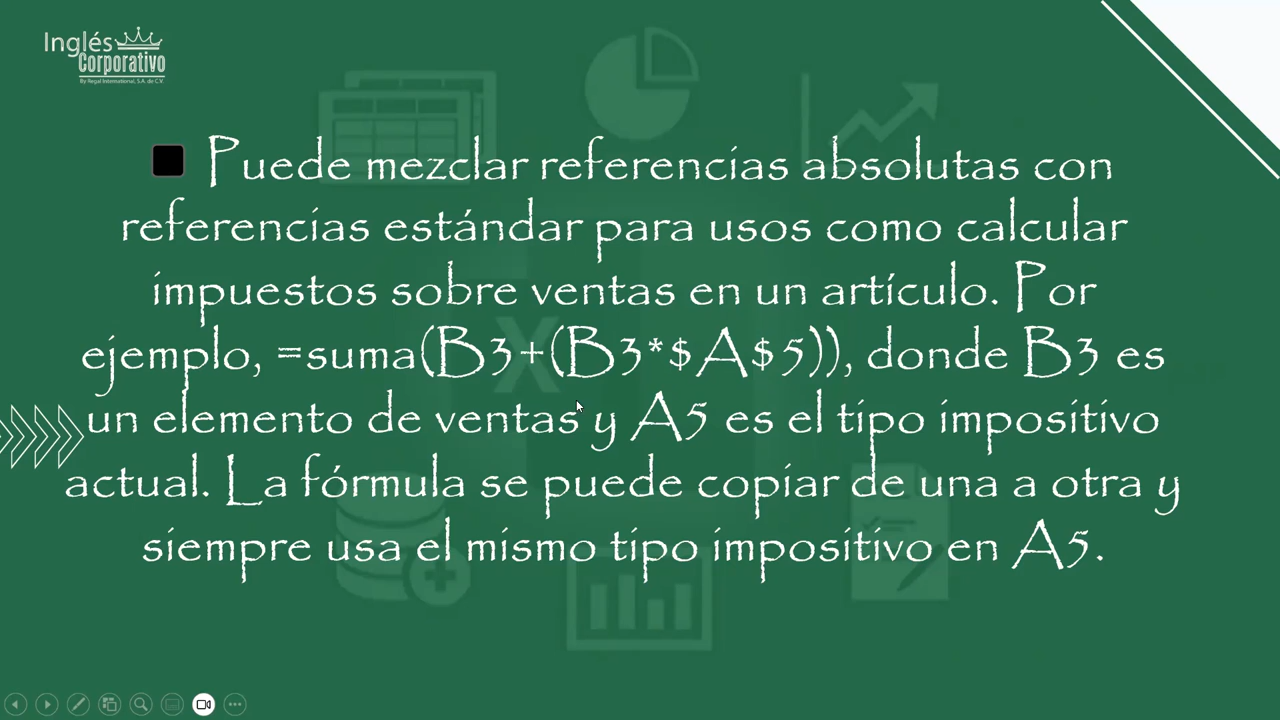 Inglés
Corporativo
By Regal International, S.A. de C.V.
Puede mezclar referencias absolutas con
referencias estándar para usos como calcular
impuestos sobre ventas en un artículo. Por
ejemplo, =suma(B3+(B3*$A$5)), donde B3 es
un elemento de ventas y A5 es el tipo impositivo
actual. La fórmula se puede copiar de una a otra y
siempre usa el mismo tipo impositivo en A5.